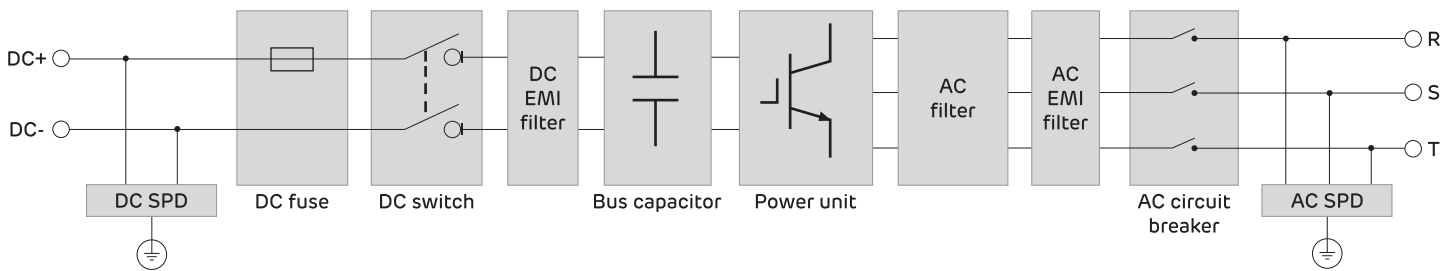 DC+
DC-
DC SPD
DC fuse
DC switch
DC
EMI
filter
Bus capacitor
Power unit
AC
filter
AC
EMI
filter
AC circuit
breaker
AC SPD
R
S
T